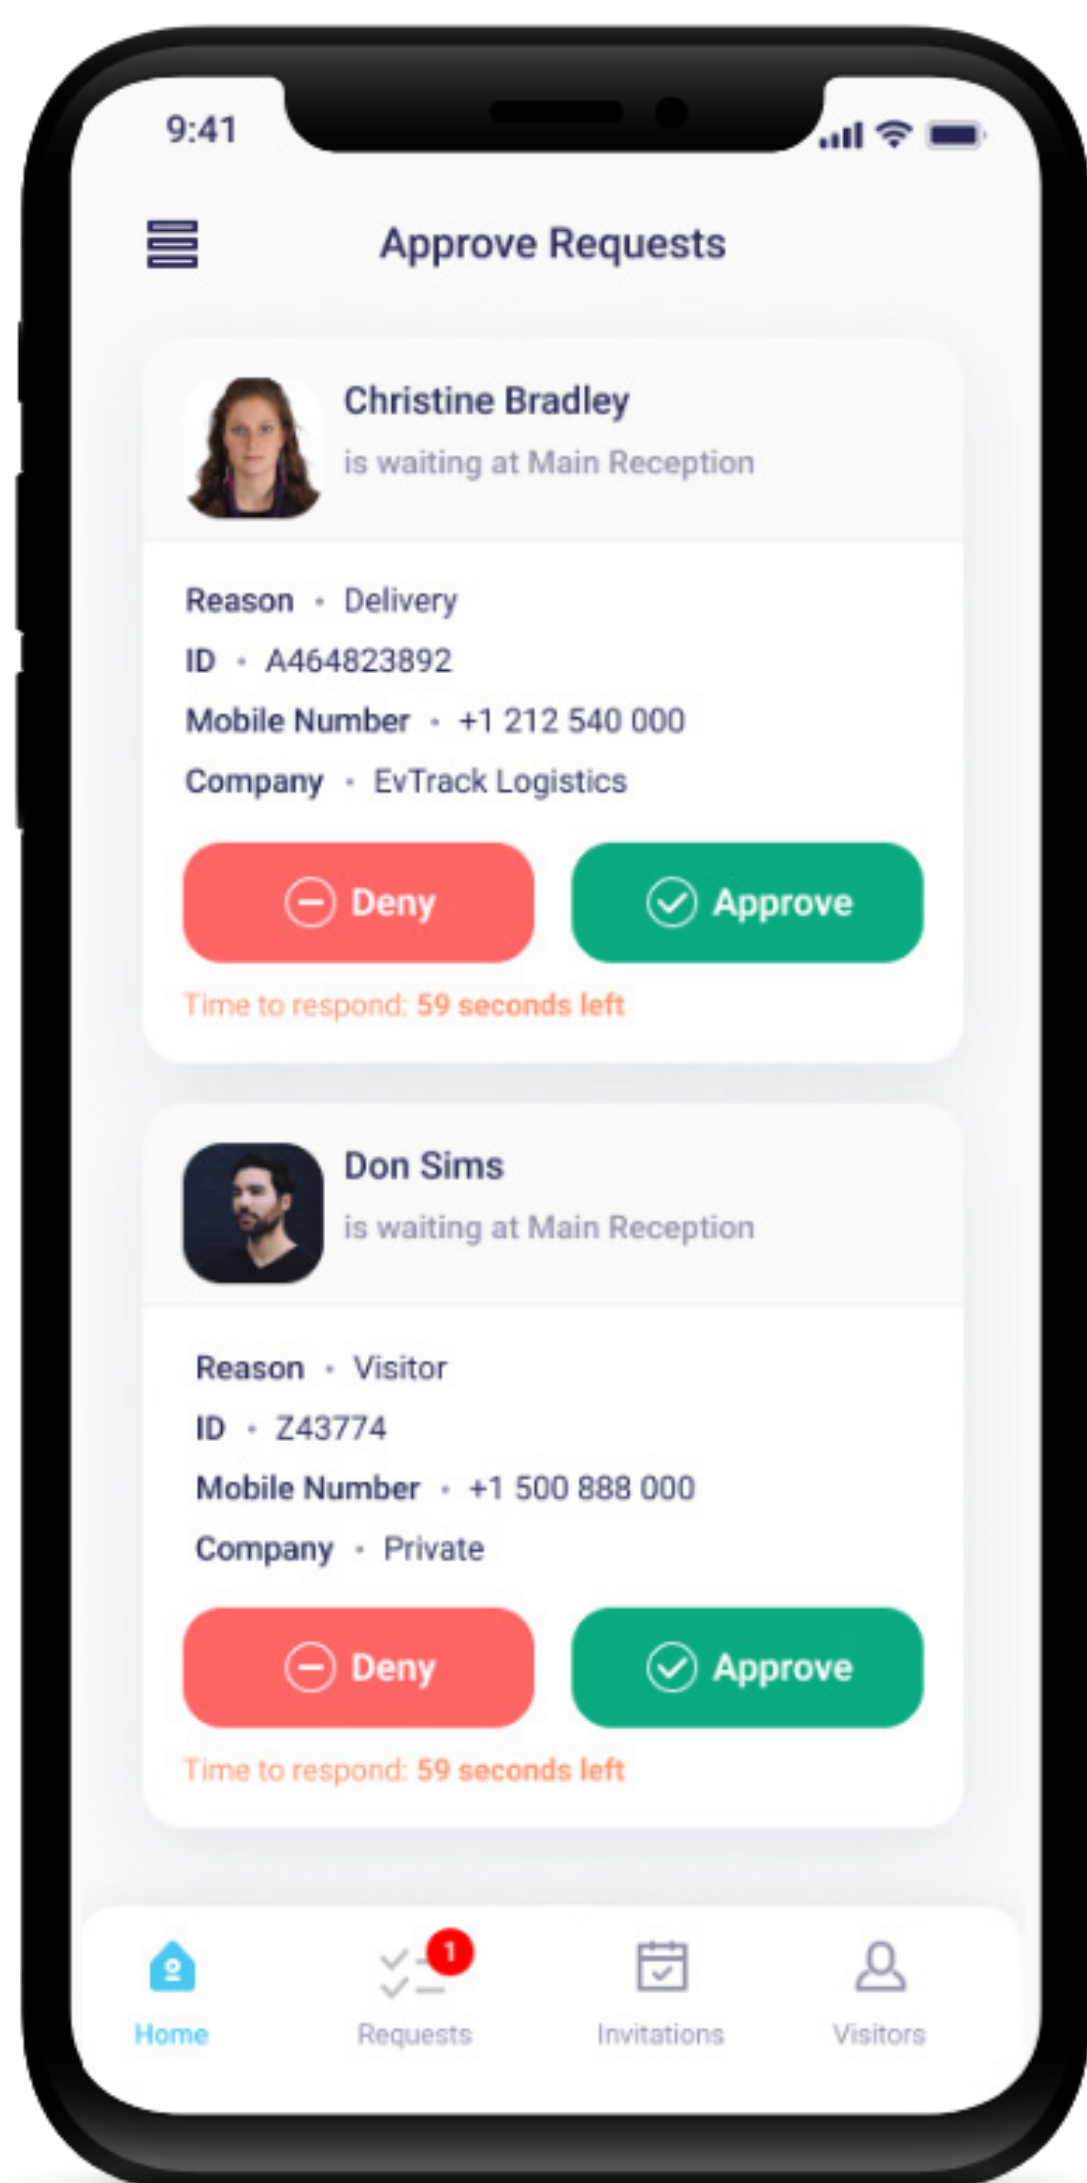 9:41
Approve Requests
Christine Bradley
is waiting at Main Reception
Reason • Delivery
ID • A464823892
Mobile Number • +1 212 540 000
Company • EvTrack Logistics
Deny Approve
Time to respond: 59 seconds left
Don Sims
is waiting at Main Reception
Reason • Visitor
ID • Z43774
Mobile Number • +1 500 888 000
Company • Private
Deny Approve
Time to respond: 59 seconds left
1
Home Requests Invitations Visitors